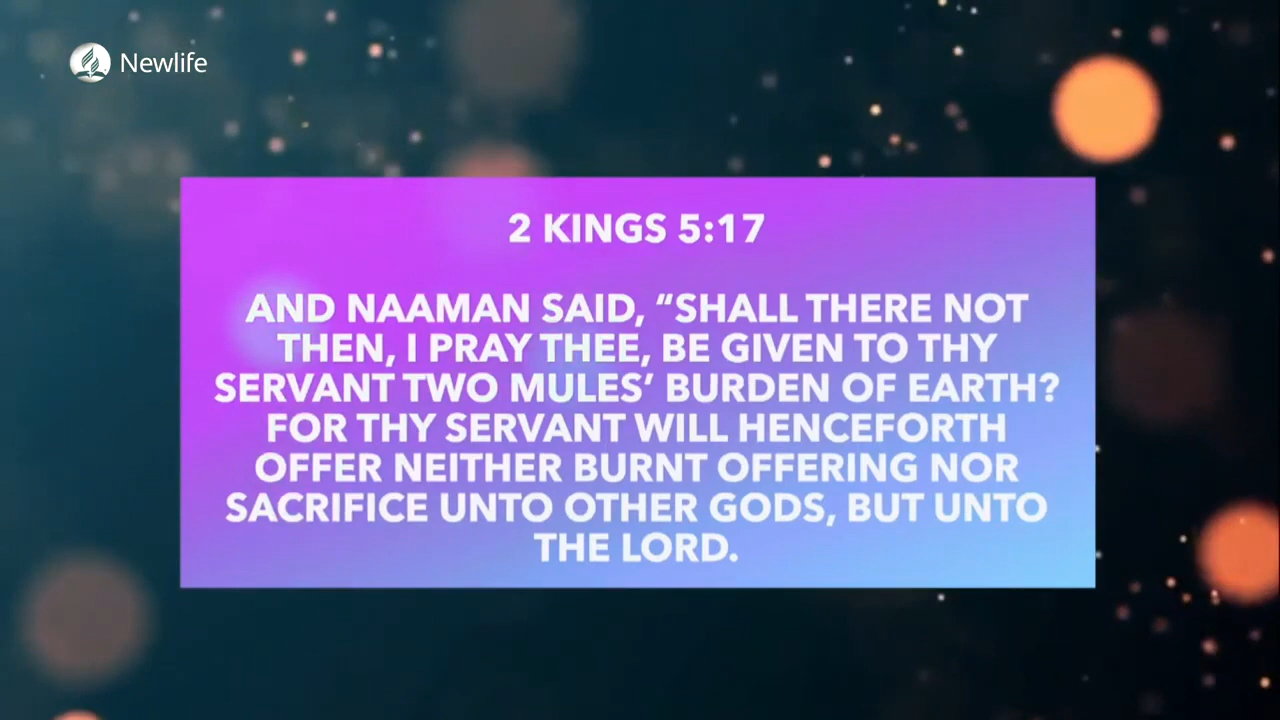 Newlife
2 KINGS 5:17
AND NAAMAN SAID, “SHALL THERE NOT
THEN, I PRAY THEE, BE GIVEN TO THY
SERVANT TWO MULES’ BURDEN OF EARTH?
FOR THY SERVANT WILL HENCEFORTH
OFFER NEITHER BURNT OFFERING NOR
SACRIFICE UNTO OTHER GODS, BUT UNTO
THE LORD.